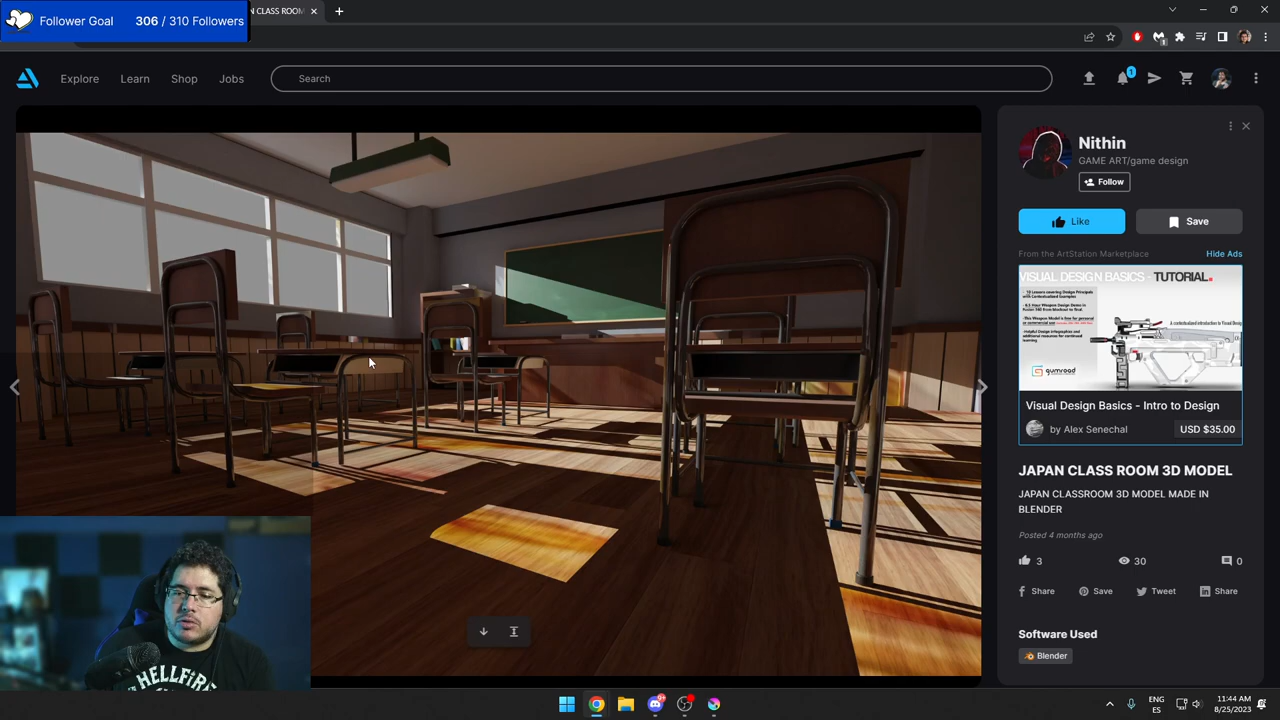 Follower Goal 306 / 310 Followers
N CLASS ROOM
Explore Learn Shop Jobs Search
1
Nithin
GAME ART/game design
Follow
Like Save
From the ArtStation Marketplace Hide Ads
VISUAL DESIGN BASICS - TUTORIAL.
gumroad
Visual Design Basics - Intro to Design
by Alex Senechal USD $35.00
JAPAN CLASS ROOM 3D MODEL
JAPAN CLASSROOM 3D MODEL MADE IN
BLENDER
Posted 4 months ago
3 30 0
Share Save Tweet Share
Software Used
Blender
HELLFIRE
ENG
ES
11:44 AM
8/25/2023